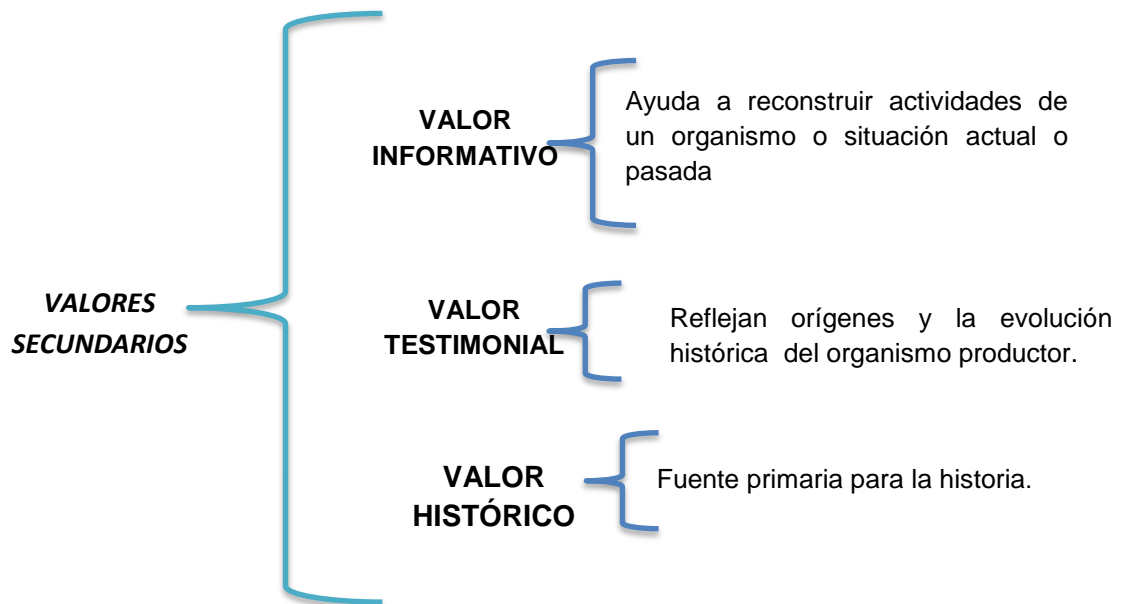 VALORES
SECUNDARIOS
VALOR
INFORMATIVO
Ayuda a reconstruir actividades de
un organismo o situación actual o
pasada
VALOR
TESTIMONIAL
Reflejan orígenes y la evolución
histórica del organismo productor.
VALOR
HISTÓRICO
Fuente primaria para la historia.